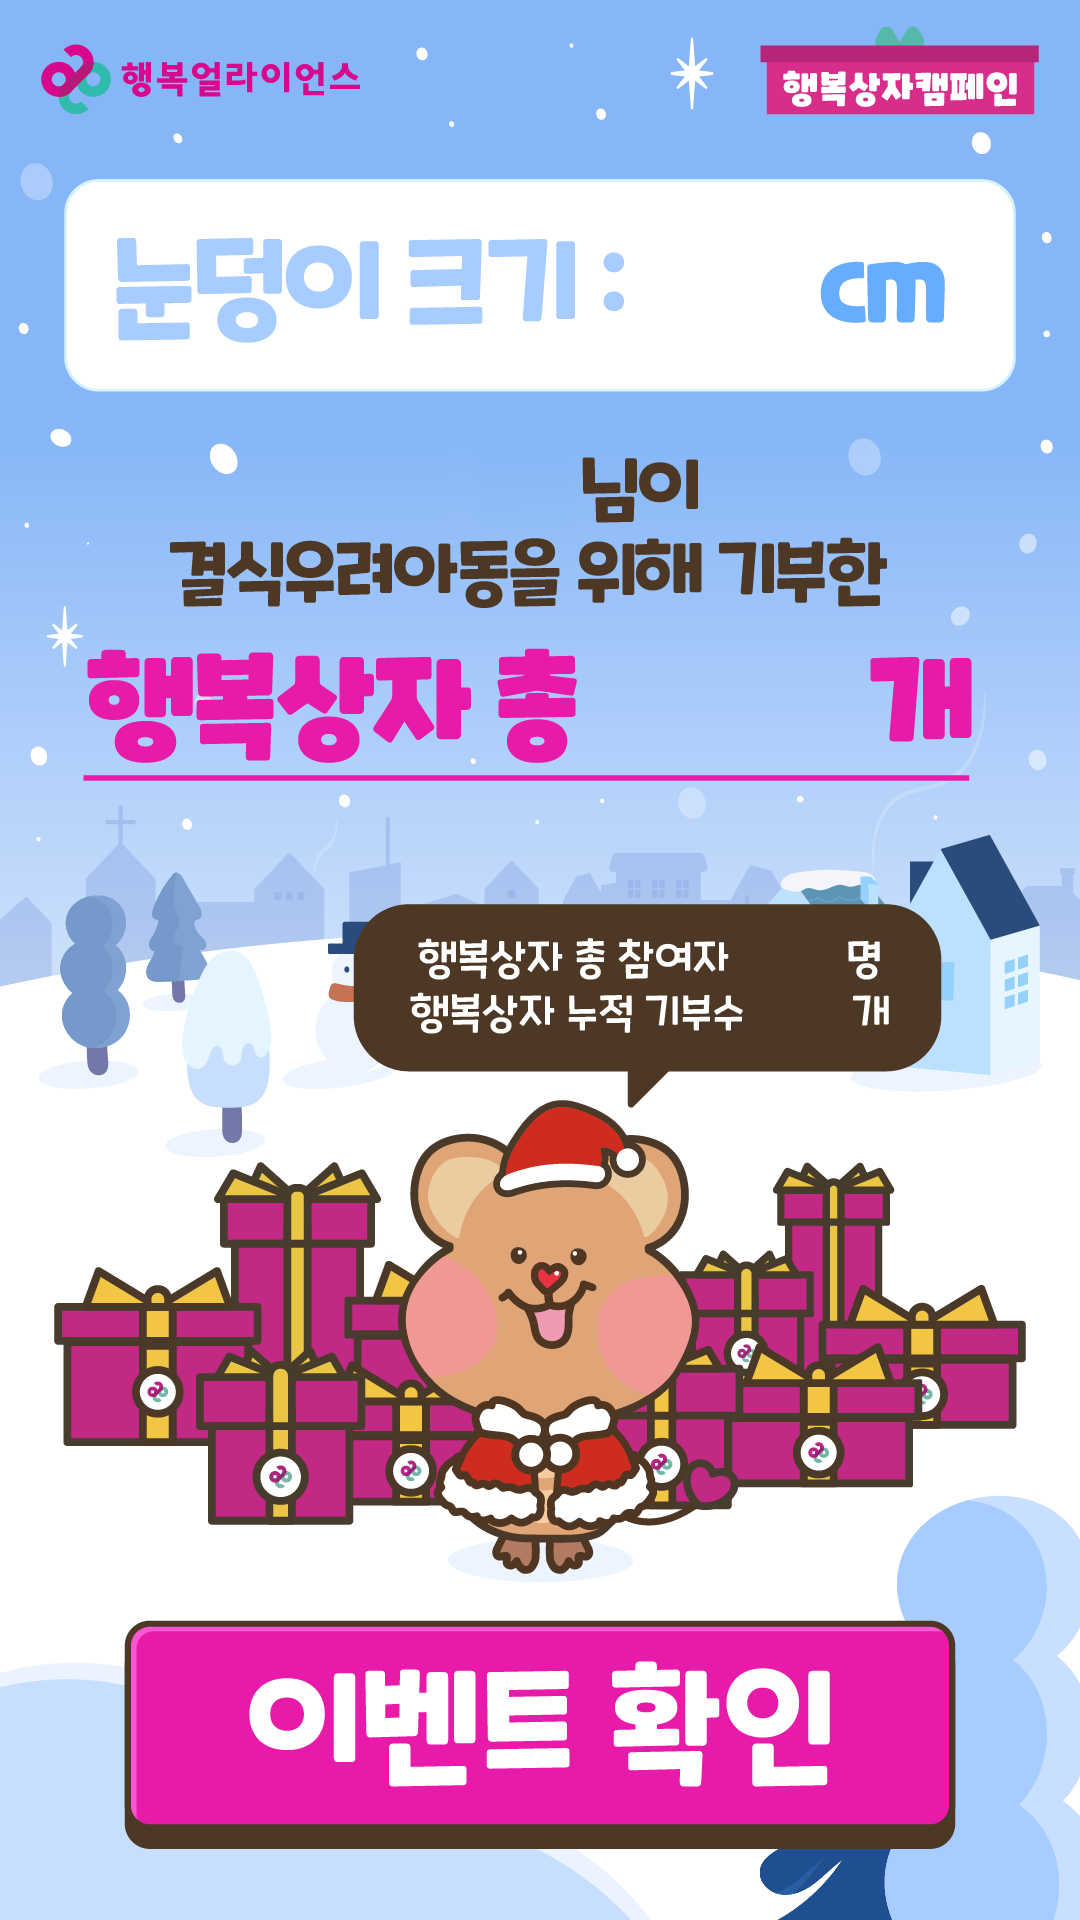 행복얼라이언스
행복상자캠페인
눈덩이 크기 : cm
님이
결식우려아동을 위해 기부한
행복상자 총 개
행복상자 총 참여자 명
행복상자 누적 기부수 개
이벤트 확인